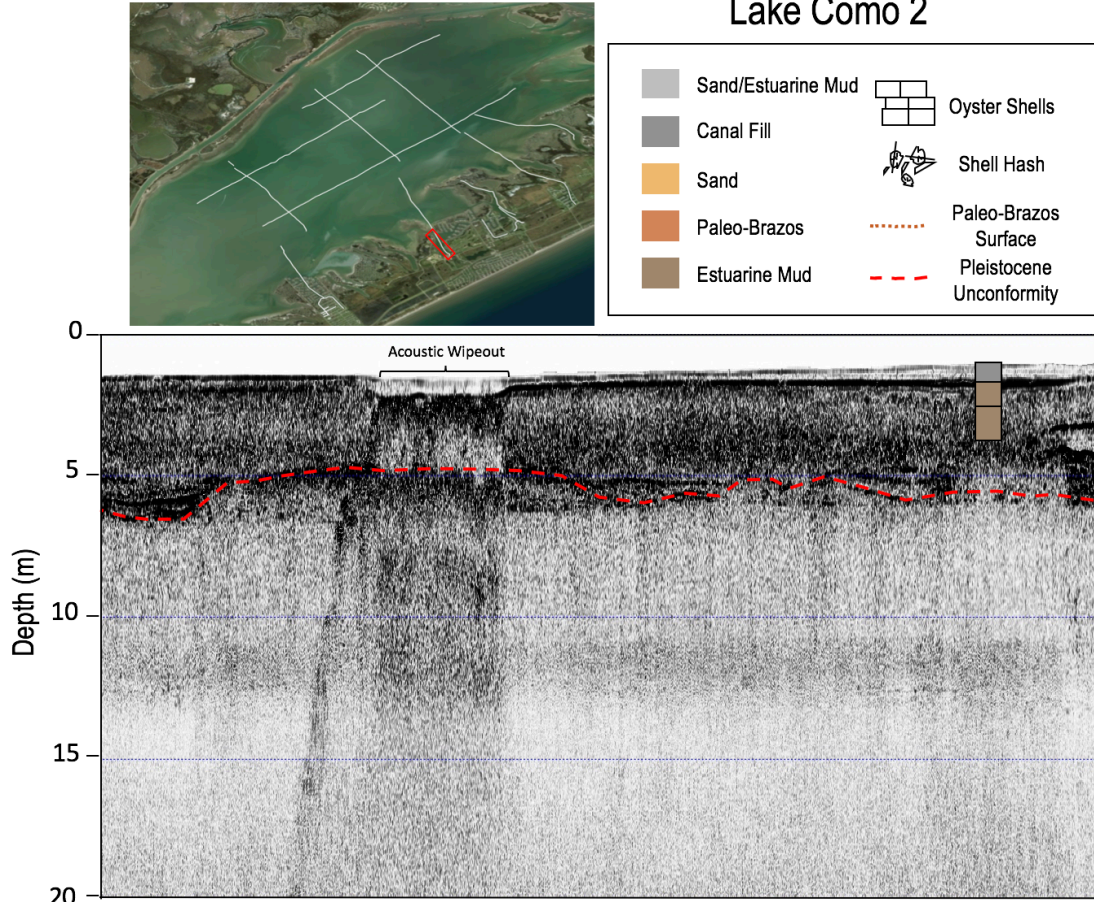 Lake Como 2
Sand/Estuarine Mud
Canal Fill
Sand
Paleo-Brazos
Estuarine Mud
Oyster Shells
Shell Hash
Paleo-Brazos
Surface
Pleistocene
Unconformity
Acoustic Wipeout
Depth (m)
0
5
10
15
20